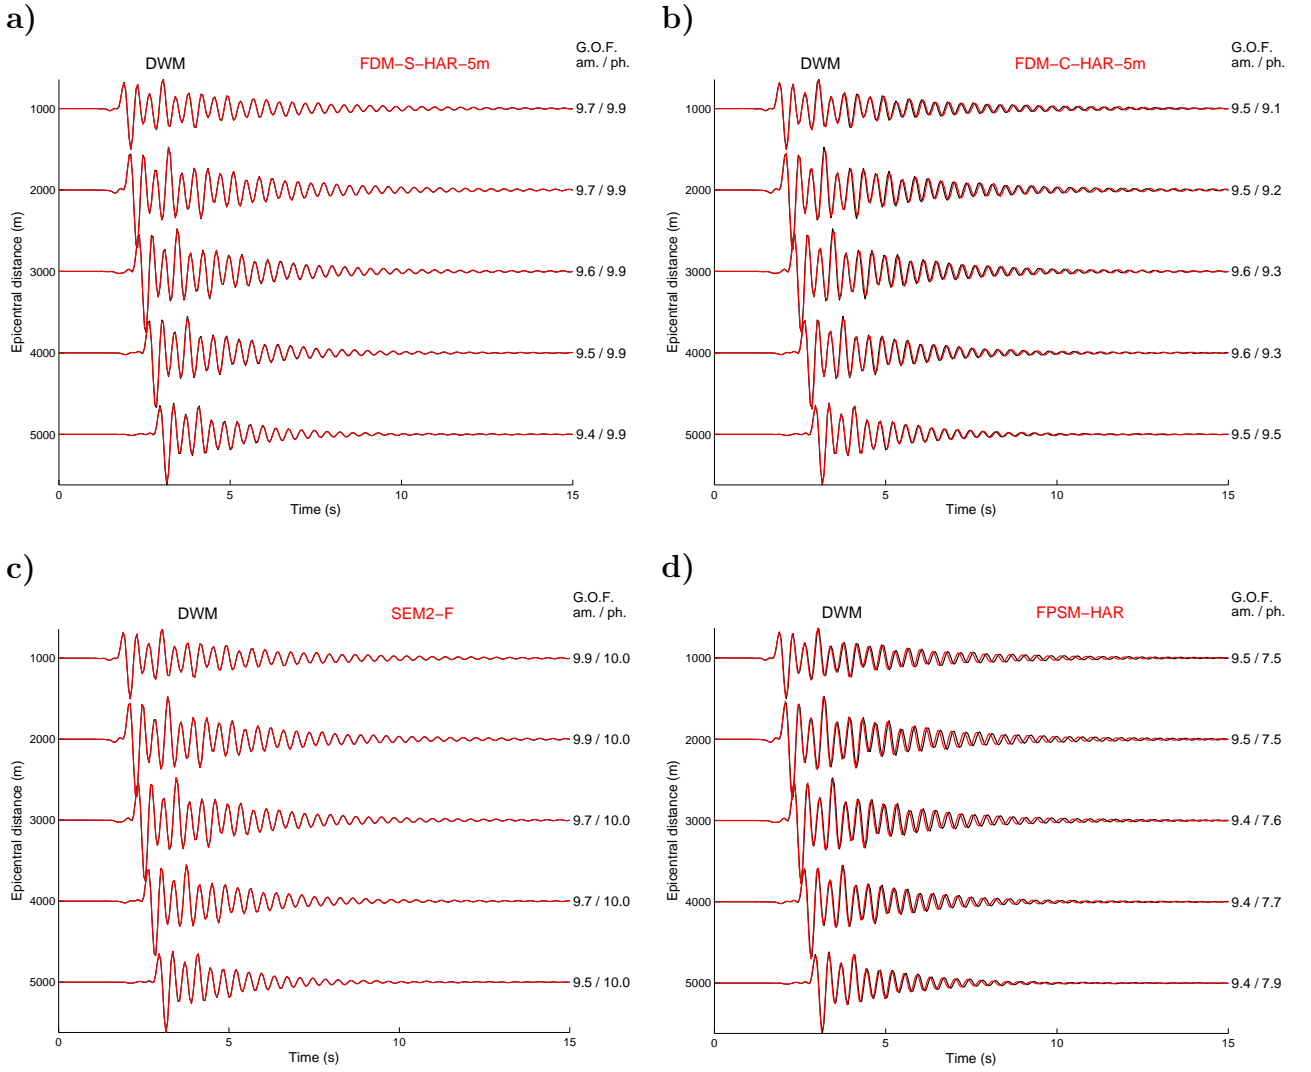 a)
DWM
FDM−S−HAR−5m
G.O.F.
am. / ph.
Epicentral distance (m)
1000
9.7 / 9.9
2000
9.7 / 9.9
3000
9.6 / 9.9
4000
9.5 / 9.9
5000
9.4 / 9.9
0
5
10
15
Time (s)
b)
DWM
FDM−C−HAR−5m
G.O.F.
am. / ph.
Epicentral distance (m)
1000
9.5 / 9.1
2000
9.5 / 9.2
3000
9.6 / 9.3
4000
9.6 / 9.3
5000
9.5 / 9.5
0
5
10
15
Time (s)
c)
DWM
SEM2−F
G.O.F.
am. / ph.
Epicentral distance (m)
1000
9.9 / 10.0
2000
9.9 / 10.0
3000
9.7 / 10.0
4000
9.7 / 10.0
5000
9.5 / 10.0
0
5
10
15
Time (s)
d)
DWM
FPSM−HAR
G.O.F.
am. / ph.
Epicentral distance (m)
1000
9.5 / 7.5
2000
9.5 / 7.5
3000
9.4 / 7.6
4000
9.4 / 7.7
5000
9.4 / 7.9
0
5
10
15
Time (s)